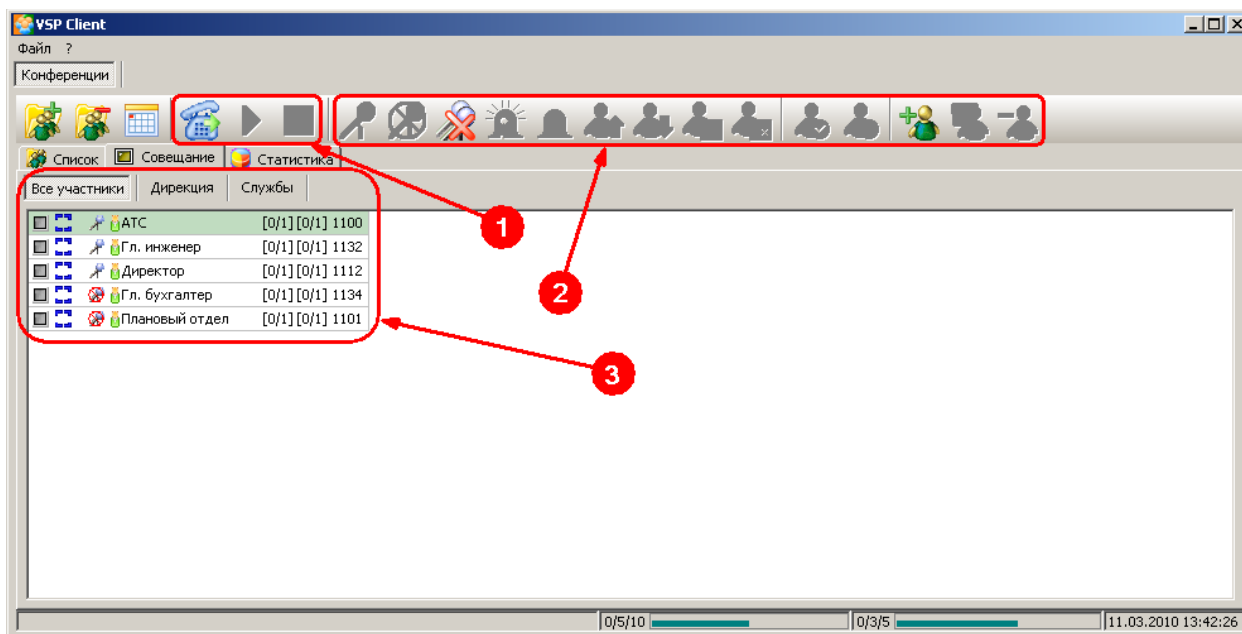 VSP Client
Файл ?
Конференции
Список Совещание Статистика
Все участники Дирекция Службы
АТС [0/1] [0/1] 1100
Гл. инженер [0/1] [0/1] 1132
Директор [0/1] [0/1] 1112
Гл. бухгалтер [0/1] [0/1] 1134
Плановый отдел [0/1] [0/1] 1101
1
2
3
0/5/10 0/3/5 11.03.2010 13:42:26